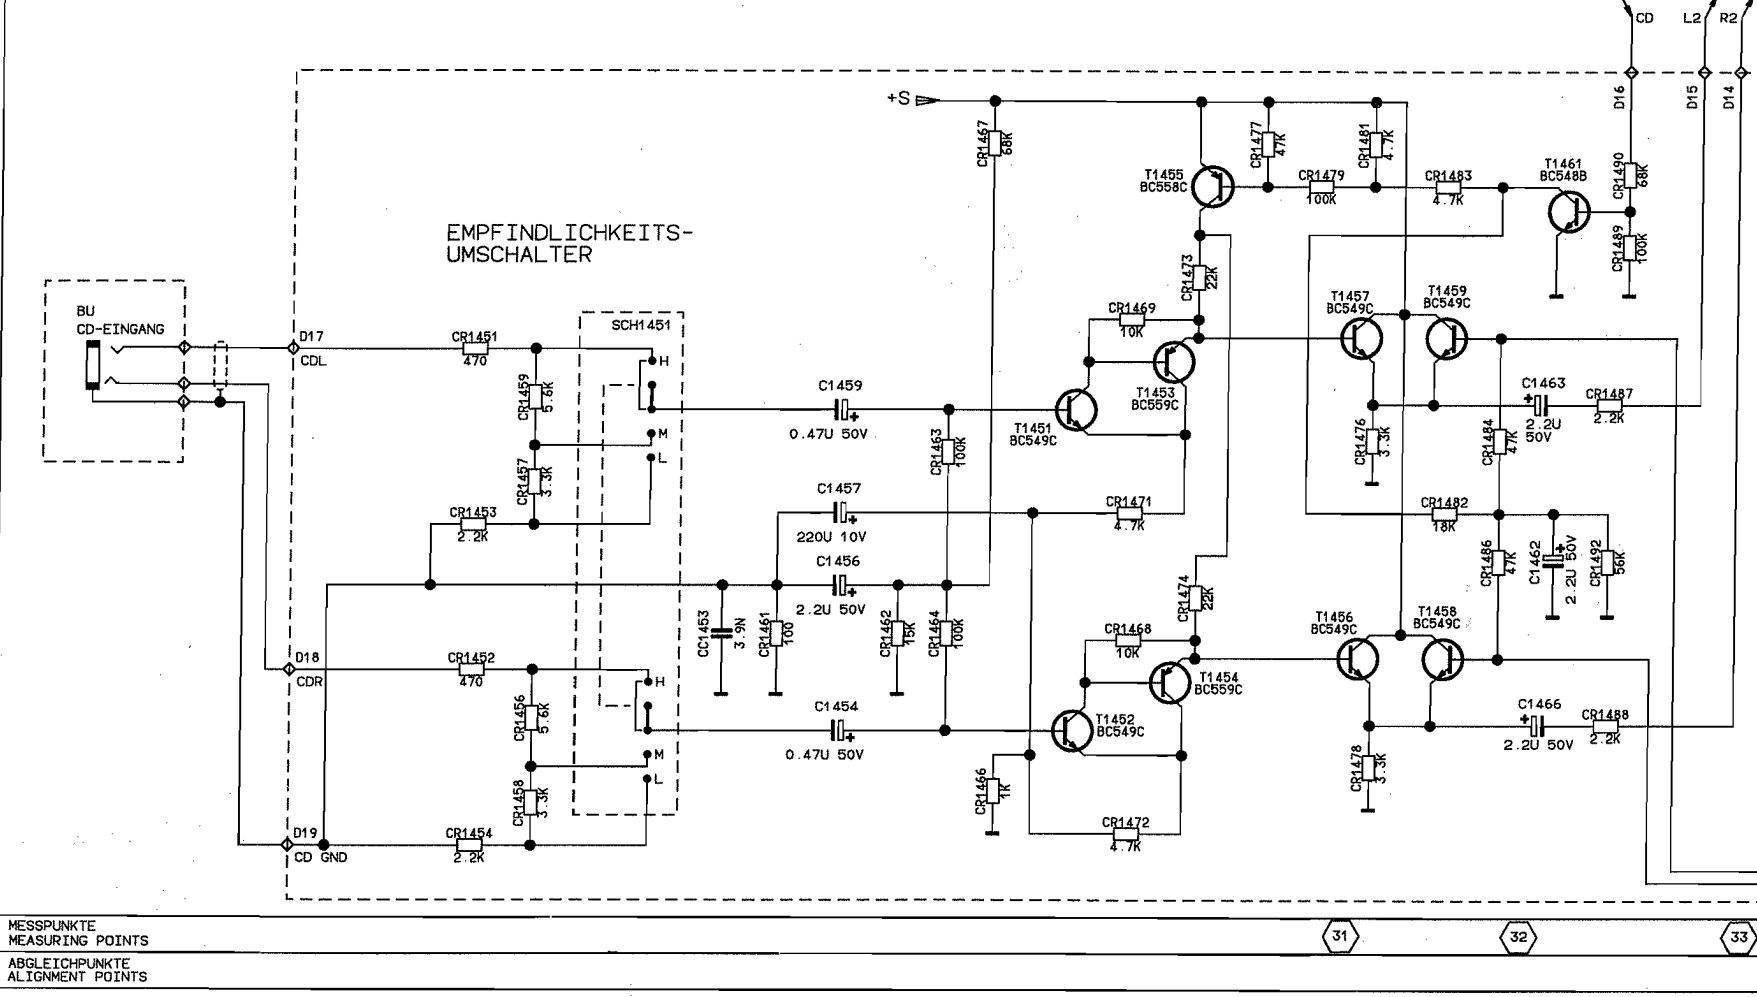 CD
L2
R2
D16
D15
D14
+S
CR1467
68K
CR1477
47K
CR1481
4.7K
T1455
BC558C
CR1479
100K
CR1483
4.7K
T1461
BC548B
CR1490
68K
CR1489
100K
EMPFINDLICHKEITS-
UMSCHALTER
CR1473
22K
BU
CD-EINGANG
D17
CDL
CR1451
470
SCH1451
H
M
L
CR1459
5.6K
CR1457
3.3K
CR1453
2.2K
C1459
0.47U 50V
CR1463
100K
T1451
BC549C
CR1469
10K
T1453
BC559C
T1457
BC549C
T1459
BC549C
C1463
2.2U
50V
CR1487
2.2K
CR1476
3.3K
CR1484
47K
C1457
220U 10V
CR1471
4.7K
CR1482
18K
C1456
2.2U 50V
CR1486
47K
C1462
2.2U 50V
CR1492
56K
CC1453
3.9N
CR1461
100
CR1462
15K
CR1464
100K
CR1474
22K
CR1468
10K
T1454
BC559C
T1456
BC549C
T1458
BC549C
D18
CDR
CR1452
470
H
M
L
CR1456
5.6K
CR1458
3.3K
C1454
0.47U 50V
T1452
BC549C
C1466
2.2U 50V
CR1488
2.2K
CR1478
3.3K
CR1466
1K
CR1472
4.7K
D19
CD GND
CR1454
2.2K
MESSPUNKTE
MEASURING POINTS
31
32
33
ABGLEICHPUNKTE
ALIGNMENT POINTS